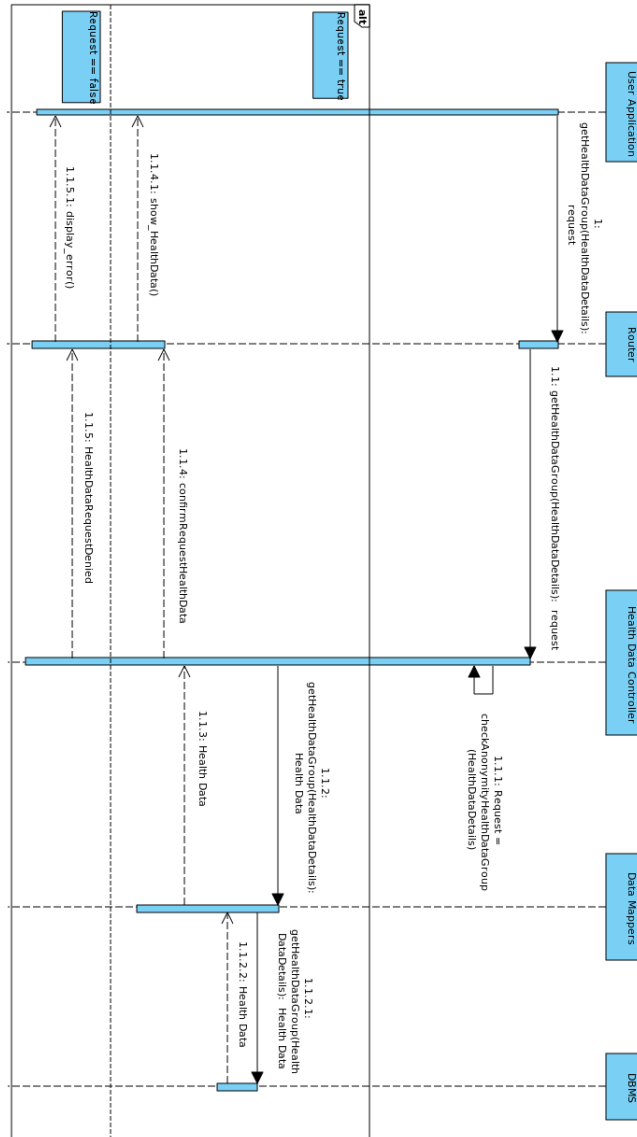 User Application
Router
Health Data Controller
Data Mappers
DBMS
1:
getHealthDataGroup(HealthDataDetails):
request
1.1: getHealthDataGroup(HealthDataDetails): request
1.1.1: Request =
checkAnonymityHealthDataGroup
(HealthDataDetails)
alt
Request == true
1.1.2:
getHealthDataGroup(HealthDataDetails):
Health Data
1.1.2.1:
getHealthDataGroup(Health
DataDetails): Health Data
1.1.2.2: Health Data
1.1.3: Health Data
1.1.4: confirmRequestHealthData
1.1.4.1: show_HealthData()
Request == false
1.1.5: HealthDataRequestDenied
1.1.5.1: display_error()